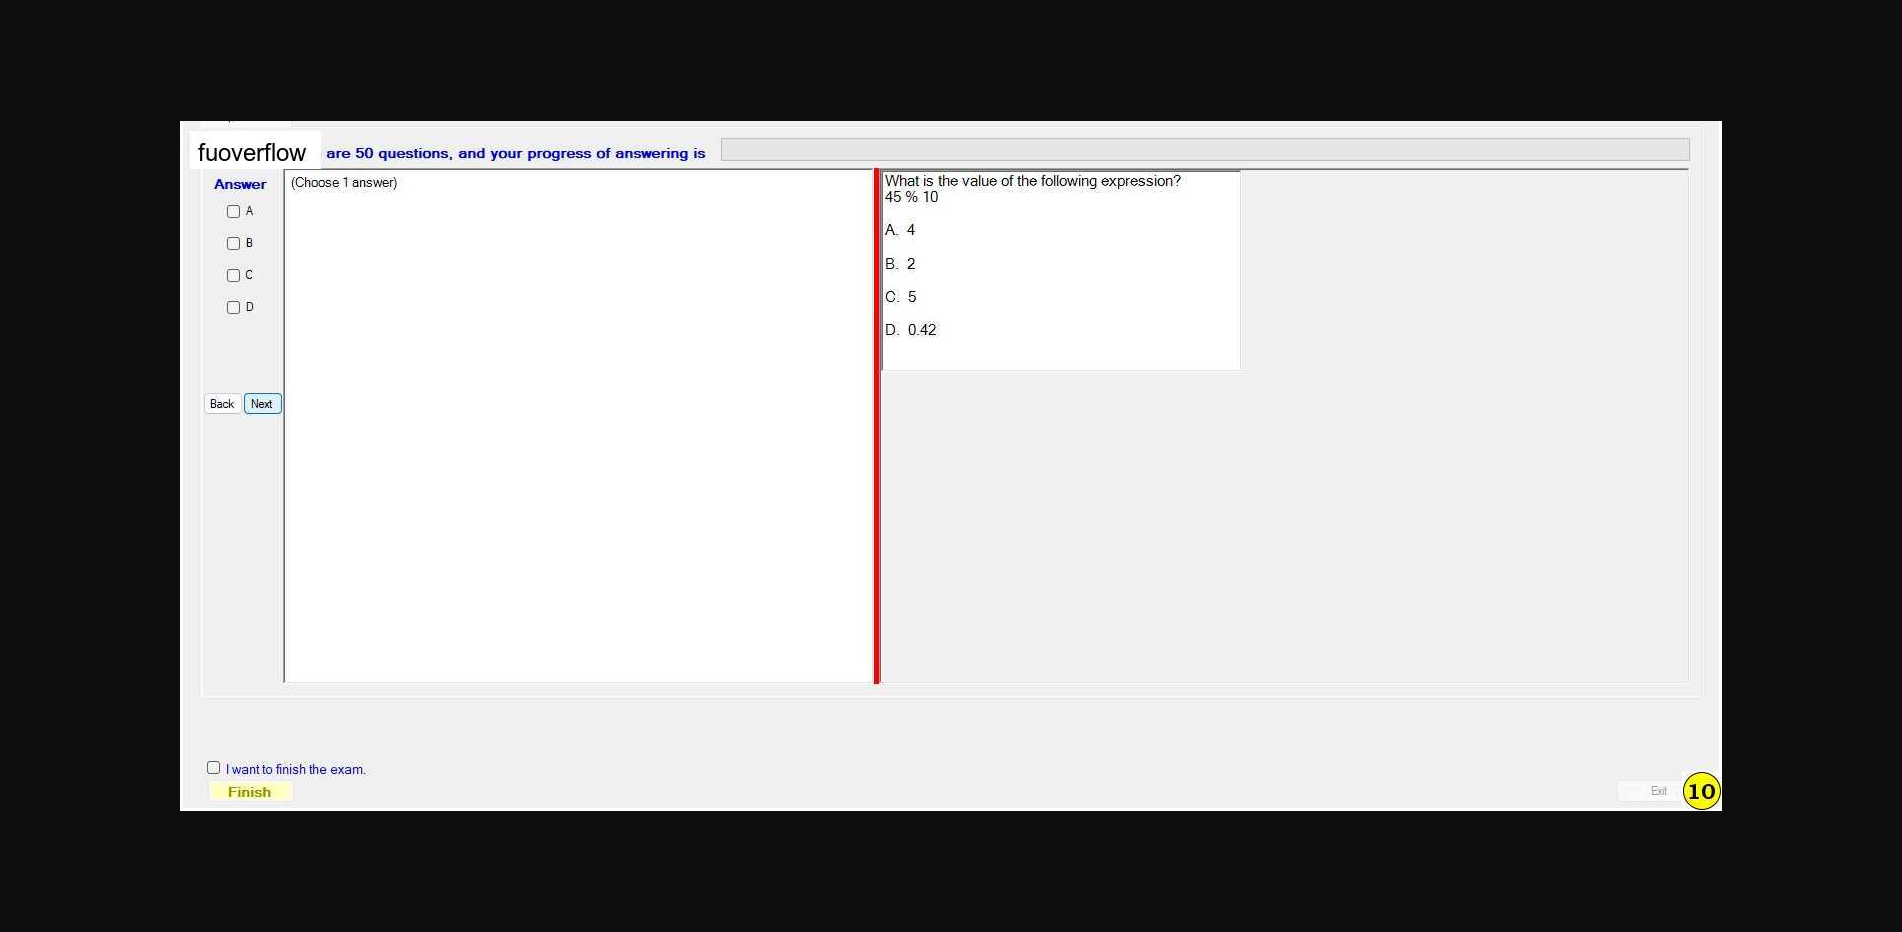 fuoverflow are 50 questions, and your progress of answering is
Answer
A
B
C
D
Back Next
(Choose 1 answer)
What is the value of the following expression?
45 % 10
A. 4
B. 2
C. 5
D. 0.42
I want to finish the exam.
Finish
Exit
10